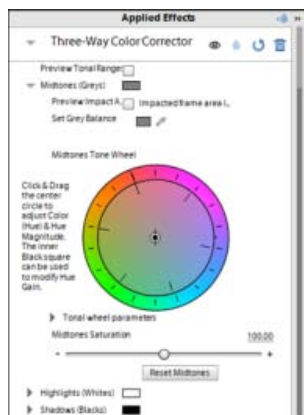 Applied Effects
Three-Way Color Corrector
Preview Tonal Range
Midtones (Greys)
Preview Impact A... Impacted frame area i...
Set Grey Balance
Midtones Tone Wheel
Click & Drag
the center
circle to
adjust Color
(Hue) & Hue
Magnitude.
The inner
Black square
can be used
to modify Hue
Gain.
Tonal wheel parameters
Midtones Saturation 100.00
- +
Reset Midtones
Highlights (Whites)
Shadows (Blacks)